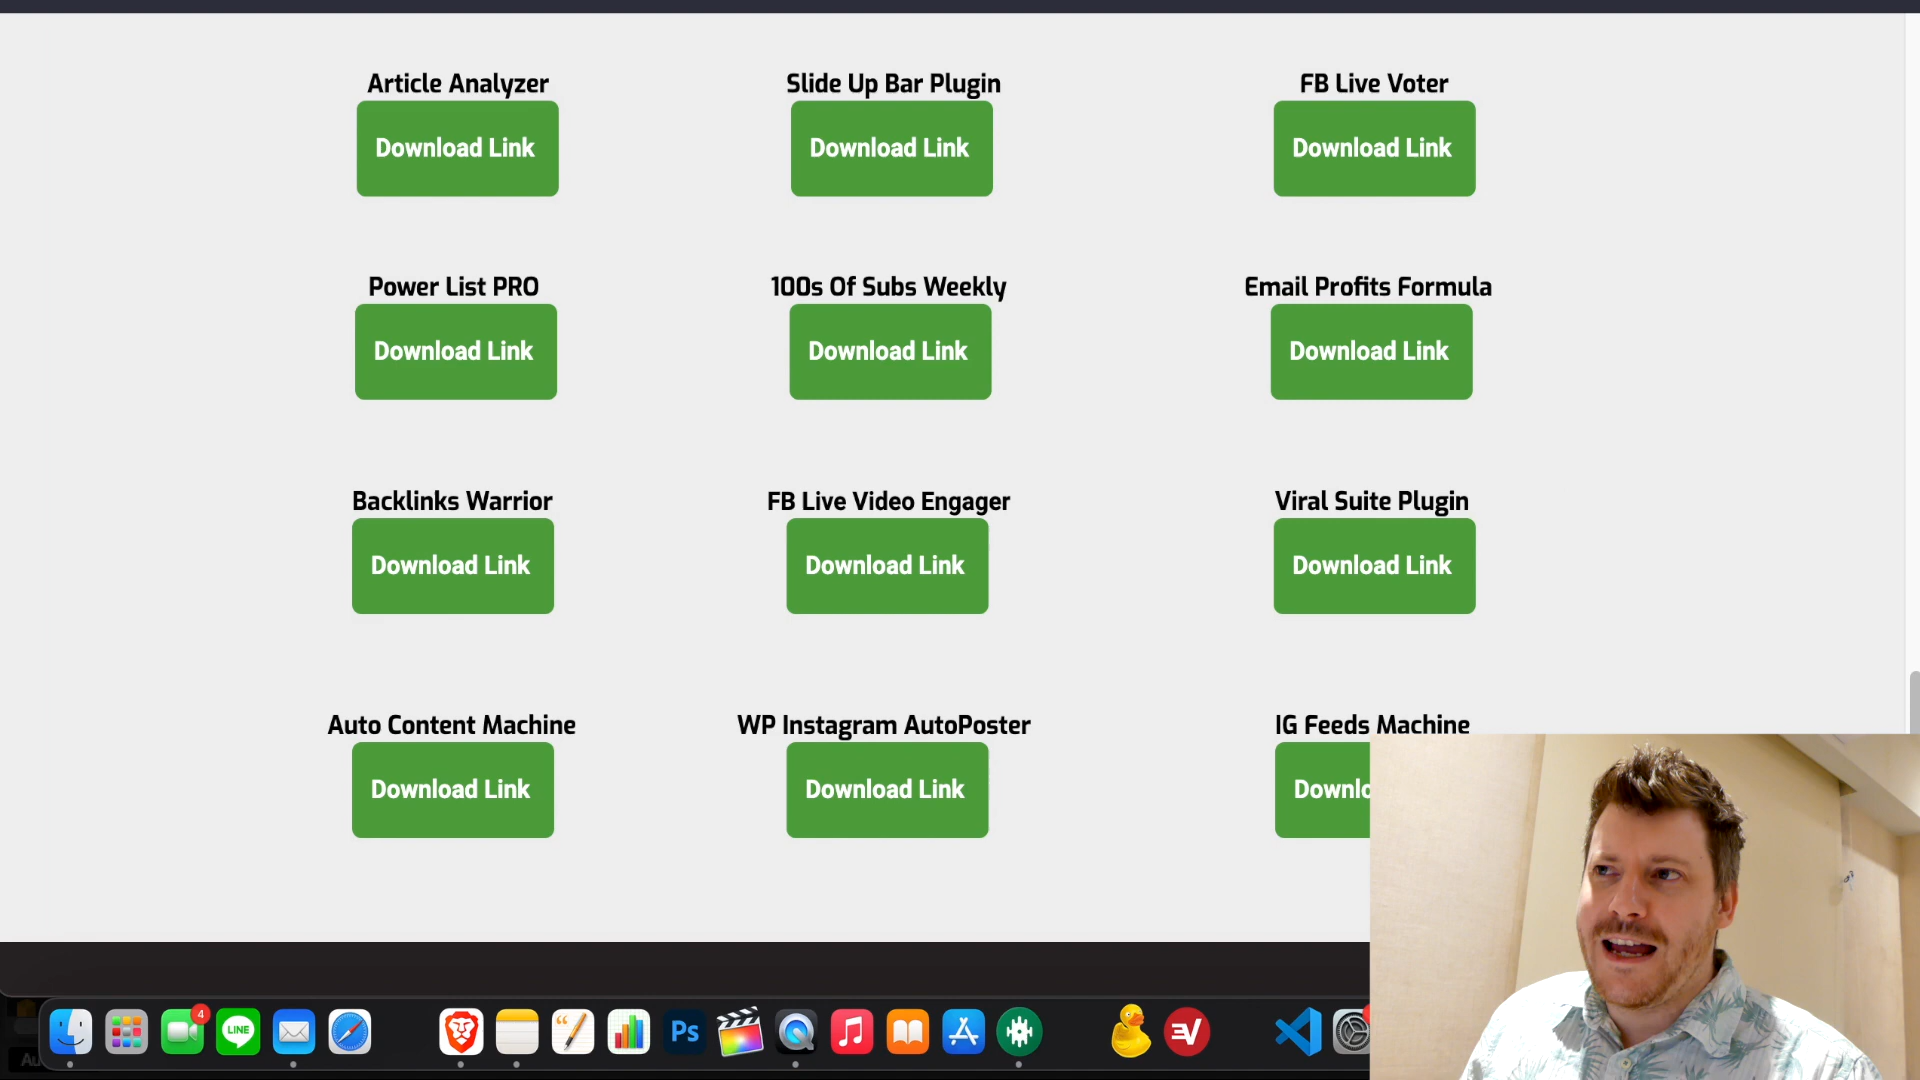 Article Analyzer
Slide Up Bar Plugin
FB Live Voter
Download Link
Download Link
Download Link
Power List PRO
100s Of Subs Weekly
Email Profits Formula
Download Link
Download Link
Download Link
Backlinks Warrior
FB Live Video Engager
Viral Suite Plugin
Download Link
Download Link
Download Link
Auto Content Machine
WP Instagram AutoPoster
IG Feeds Machine
Download Link
Download Link
Downlo
4
LINE
Ps